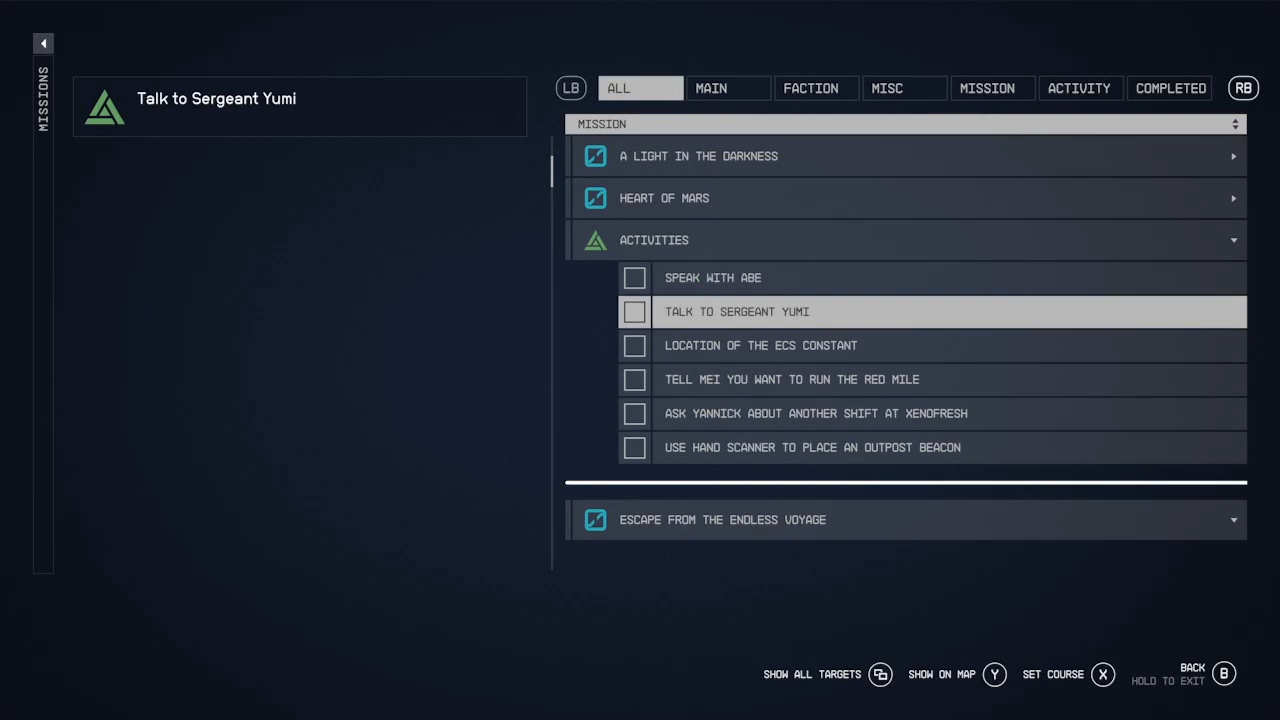 MISSIONS
Talk to Sergeant Yumi
LB ALL MAIN FACTION MISC MISSION ACTIVITY COMPLETED RB
MISSION
A LIGHT IN THE DARKNESS
HEART OF MARS
ACTIVITIES
SPEAK WITH ABE
TALK TO SERGEANT YUMI
LOCATION OF THE ECS CONSTANT
TELL MEI YOU WANT TO RUN THE RED MILE
ASK YANNICK ABOUT ANOTHER SHIFT AT XENOFRESH
USE HAND SCANNER TO PLACE AN OUTPOST BEACON
ESCAPE FROM THE ENDLESS VOYAGE
SHOW ALL TARGETS SHOW ON MAP Y SET COURSE X BACK B
HOLD TO EXIT